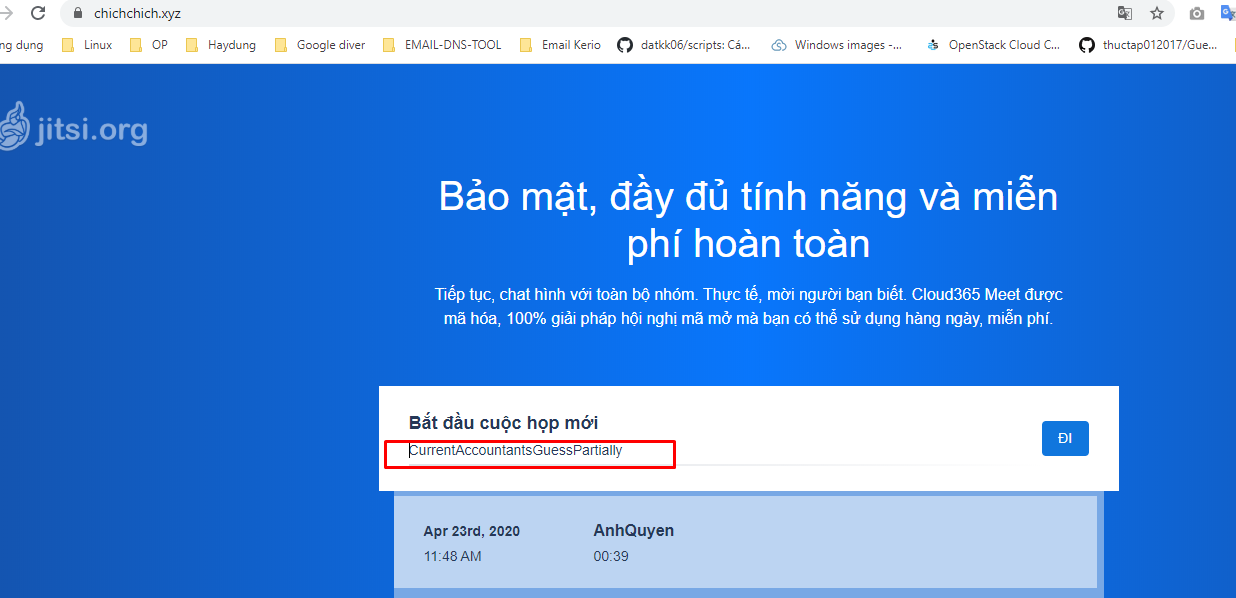 chichchich.xyz
ng dụng Linux OP Haydung Google diver EMAIL-DNS-TOOL Email Kerio datkk06/scripts: Cá... Windows images -... OpenStack Cloud C... thuctap012017/Gue...
jitsi.org
Bảo mật, đầy đủ tính năng và miễn
phí hoàn toàn
Tiếp tục, chat hình với toàn bộ nhóm. Thực tế, mời người bạn biết. Cloud365 Meet được
mã hóa, 100% giải pháp hội nghị mã mở mà bạn có thể sử dụng hàng ngày, miễn phí.
Bắt đầu cuộc họp mới
CurrentAccountantsGuessPartially
ĐI
Apr 23rd, 2020 AnhQuyen
11:48 AM 00:39